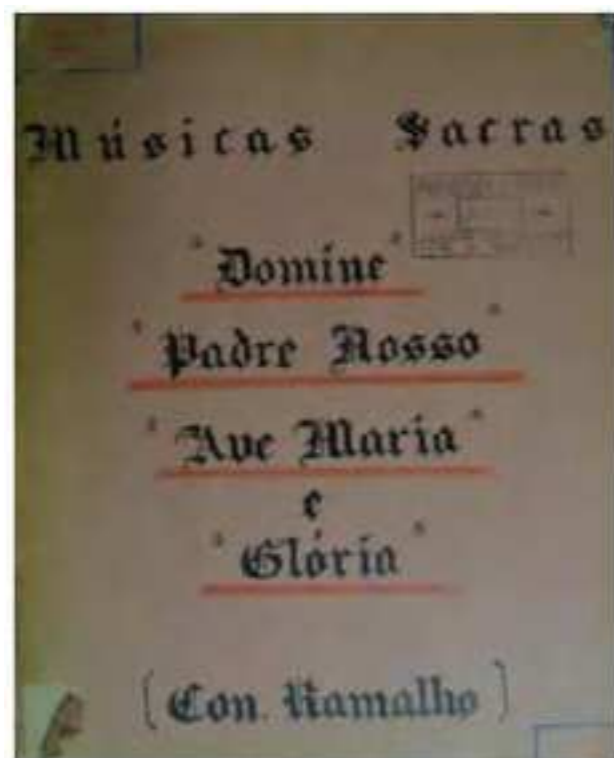 Músicas Sacras
"Domine"
"Padre Nosso"
"Ave Maria"
e
"Glória"
(Con. Ramalho)